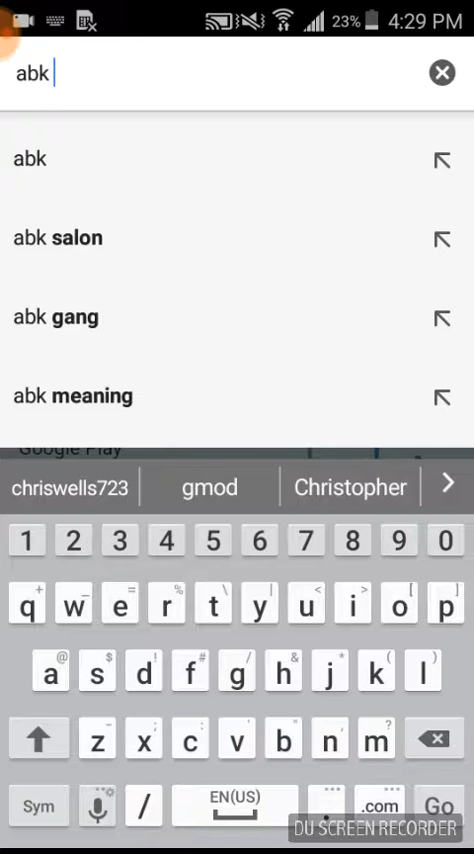 23% 4:29 PM
abk
abk
abk salon
abk gang
abk meaning
Google Play
chriswells723 gmod Christopher
1 2 3 4 5 6 7 8 9 0
q w e r t y u i o p
a s d f g h j k l
z x c v b n m
Sym / EN(US) . .com Go
DU SCREEN RECORDER